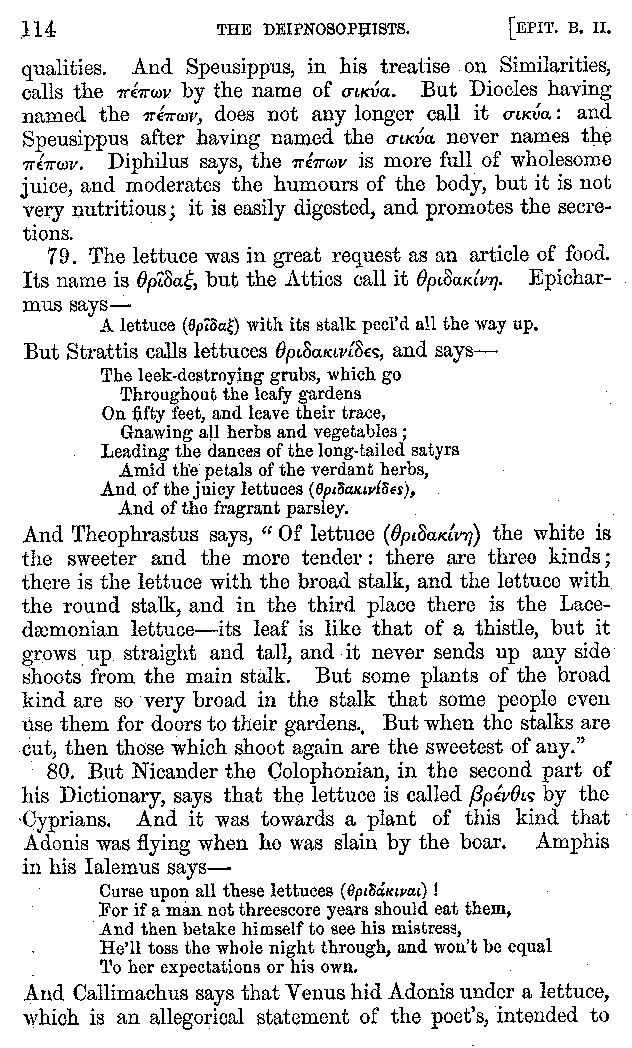 114 THE DEIPNOSOPHISTS. [EPIT. B. II.
qualities. And Speusippus, in his treatise on Similarities,
calls the πέπων by the name of σικύα. But Diocles having
named the πέπων, does not any longer call it σικύα: and
Speusippus after having named the σικύα never names the
πέπων. Diphilus says, the πέπων is more full of wholesome
juice, and moderates the humours of the body, but it is not
very nutritious; it is easily digested, and promotes the secre-
tions.
79. The lettuce was in great request as an article of food.
Its name is θρῖδαξ, but the Attics call it θριδακίνη. Epichar-
mus says—
A lettuce (θρῖδαξ) with its stalk peel'd all the way up.
But Strattis calls lettuces θριδακινίδες, and says—
The leek-destroying grubs, which go
Throughout the leafy gardens
On fifty feet, and leave their trace,
Gnawing all herbs and vegetables;
Leading the dances of the long-tailed satyrs
Amid the petals of the verdant herbs,
And of the juicy lettuces (θριδακινίδες),
And of the fragrant parsley.
And Theophrastus says, "Of lettuce (θριδακίνη) the white is
the sweeter and the more tender: there are three kinds;
there is the lettuce with the broad stalk, and the lettuce with
the round stalk, and in the third place there is the Lace-
dæmonian lettuce—its leaf is like that of a thistle, but it
grows up straight and tall, and it never sends up any side
shoots from the main stalk. But some plants of the broad
kind are so very broad in the stalk that some people even
use them for doors to their gardens. But when the stalks are
cut, then those which shoot again are the sweetest of any."
80. But Nicander the Colophonian, in the second part of
his Dictionary, says that the lettuce is called βρένθις by the
Cyprians. And it was towards a plant of this kind that
Adonis was flying when he was slain by the boar. Amphis
in his Ialemus says—
Curse upon all these lettuces (θριδάκιναι)!
For if a man not threescore years should eat them,
And then betake himself to see his mistress,
He'll toss the whole night through, and won't be equal
To her expectations or his own.
And Callimachus says that Venus hid Adonis under a lettuce,
which is an allegorical statement of the poet's, intended to